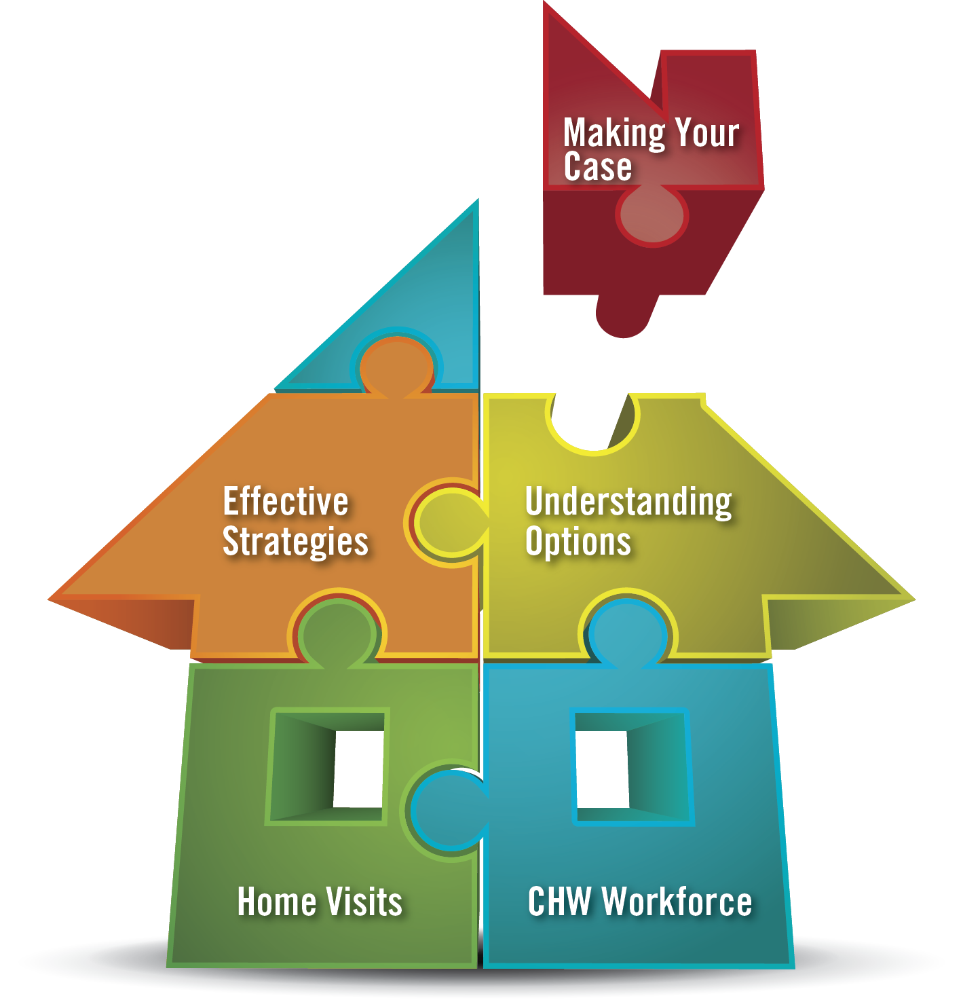 Making Your
Case
Effective
Strategies
Understanding
Options
Home Visits
CHW Workforce